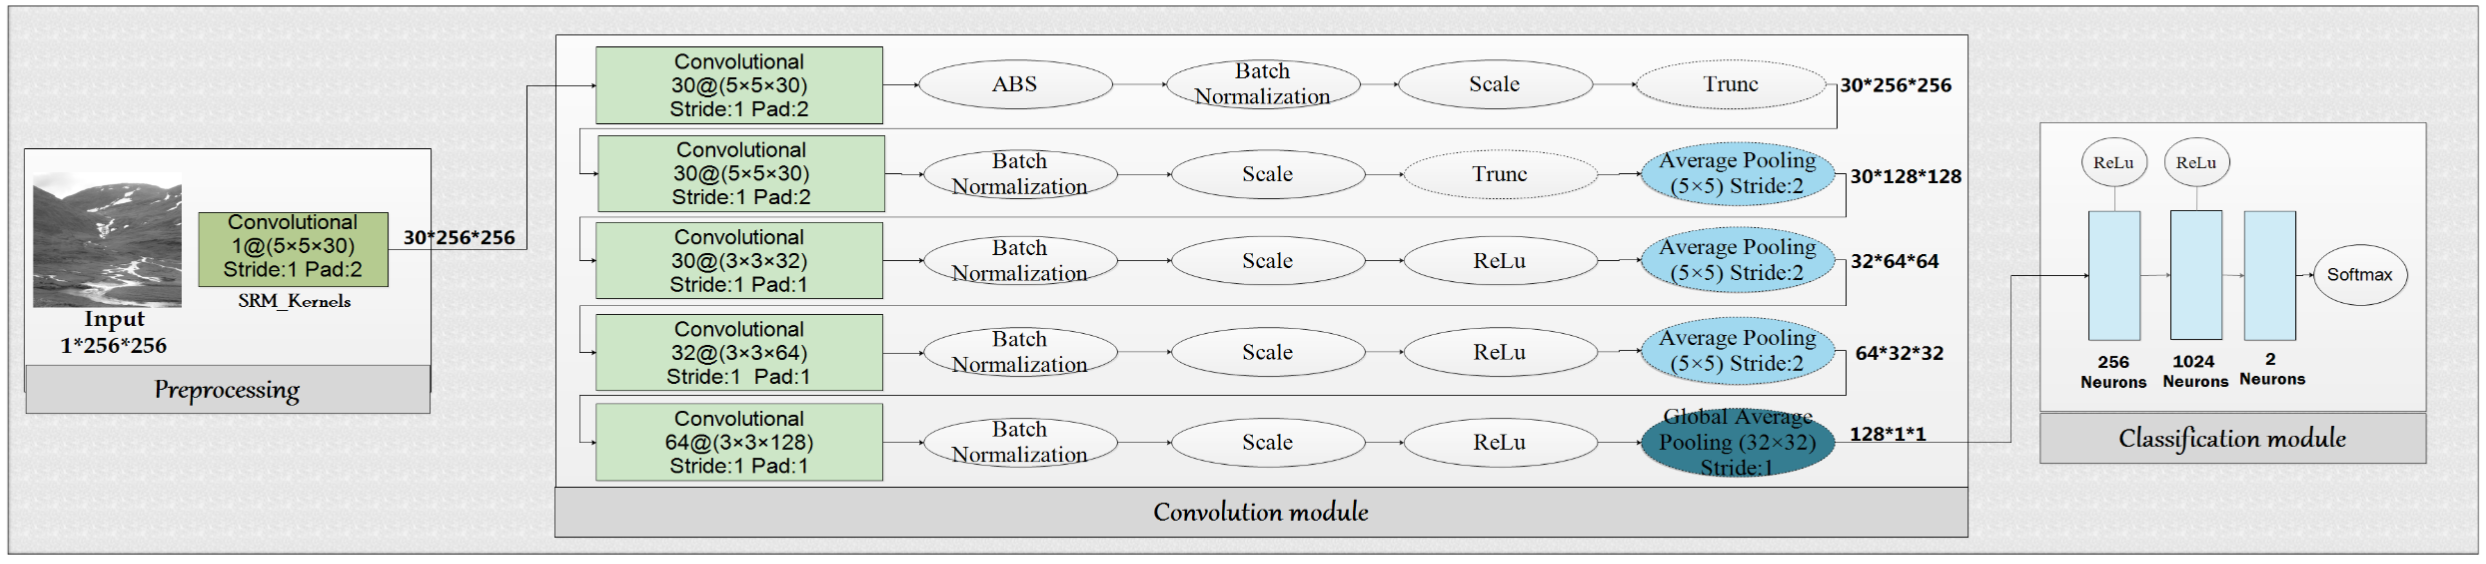 Convolutional
1@(5×5×30)
Stride:1 Pad:2
SRM_Kernels
Input
1*256*256
Preprocessing
30*256*256
Convolutional
30@(5×5×30)
Stride:1 Pad:2
ABS
Batch
Normalization
Scale
Trunc
30*256*256
Convolutional
30@(5×5×30)
Stride:1 Pad:2
Batch
Normalization
Scale
Trunc
Average Pooling
(5×5) Stride:2
30*128*128
Convolutional
30@(3×3×32)
Stride:1 Pad:1
Batch
Normalization
Scale
ReLu
Average Pooling
(5×5) Stride:2
32*64*64
Convolutional
32@(3×3×64)
Stride:1 Pad:1
Batch
Normalization
Scale
ReLu
Average Pooling
(5×5) Stride:2
64*32*32
Convolutional
64@(3×3×128)
Stride:1 Pad:1
Batch
Normalization
Scale
ReLu
Global Average
Pooling (32×32)
Stride:1
128*1*1
Convolution module
ReLu
ReLu
Softmax
256
Neurons
1024
Neurons
2
Neurons
Classification module